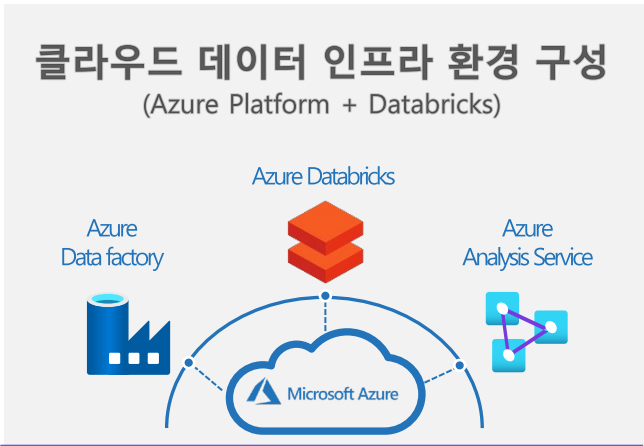 클라우드 데이터 인프라 환경 구성
(Azure Platform + Databricks)
Azure Databricks
Azure
Data factory
Azure
Analysis Service
Microsoft Azure